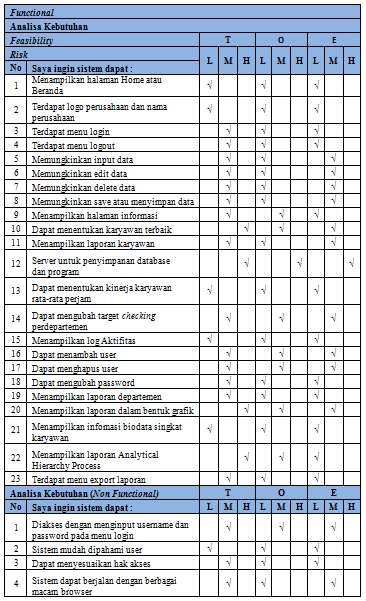 Functional
Analisa Kebutuhan
Feasibility T O E
Risk L M H L M H L M H
No Saya ingin sistem dapat :
1 Menampilkan halaman Home atau
Beranda √ √ √
2 Terdapat logo perusahaan dan nama
perusahaan √ √ √
3 Terdapat menu login √ √ √
4 Terdapat menu logout √ √ √
5 Memungkinkan input data √ √ √
6 Memungkinkan edit data √ √ √
7 Memungkinkan delete data √ √ √
8 Memungkinkan save atau menyimpan data √ √ √
9 Menampilkan halaman informasi √ √ √
10 Dapat menentukan karyawan terbaik √ √ √
11 Menampilkan laporan karyawan √ √ √
12 Server untuk penyimpanan database
dan program √ √ √
13 Dapat menentukan kinerja karyawan
rata-rata perjam √ √ √
14 Dapat mengubah target checking
perdepartemen √ √ √
15 Menampilkan log Aktifitas √ √ √
16 Dapat menambah user √ √ √
17 Dapat menghapus user √ √ √
18 Dapat mengubah password √ √ √
19 Menampilkan laporan departemen √ √ √
20 Menampilkan laporan dalam bentuk grafik √ √ √
21 Menampilkan infomasi biodata singkat
karyawan √ √ √
22 Menampilkan laporan Analytical
Hierarchy Process √ √ √
23 Terdapat menu export laporan √ √ √
Analisa Kebutuhan (Non Functional) T O E
No Saya ingin sistem dapat : L M H L M H L M H
1 Diakses dengan menginput username dan
password pada menu login √ √ √
2 Sistem mudah dipahami user √ √ √
3 Dapat menyesuaikan hak akses √ √ √
4 Sistem dapat berjalan dengan berbagai
macam browser √ √ √